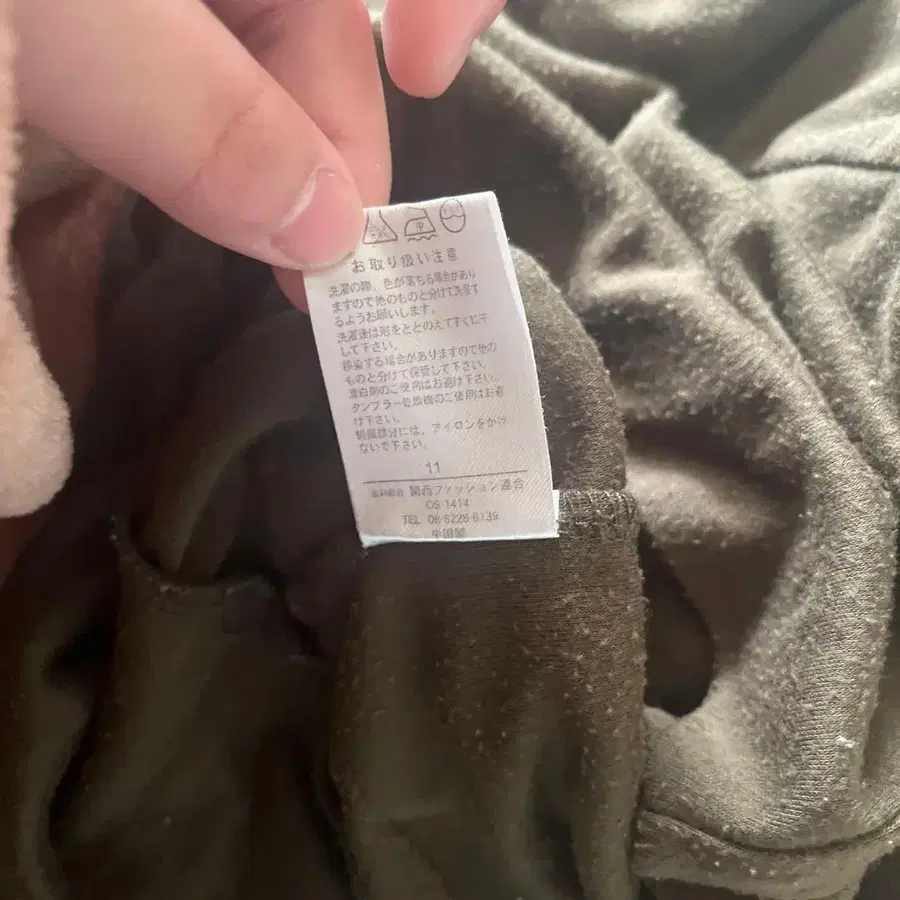 お取り扱い注意
洗濯の際、色が落ちる場合があり
ますので他のものと分けて洗濯す
るようお願いします。
洗濯後は形をととのえてすぐに干
して下さい。
移染する場合がありますので他の
ものと分けて保管して下さい。
漂白剤のご使用はお避け下さい。
タンブラー乾燥機のご使用はお避
け下さい。
付属部分には、アイロンをかけ
ないで下さい。
11
関西ファッション連合
OS 1414
TEL 06-6228-6139
中国製